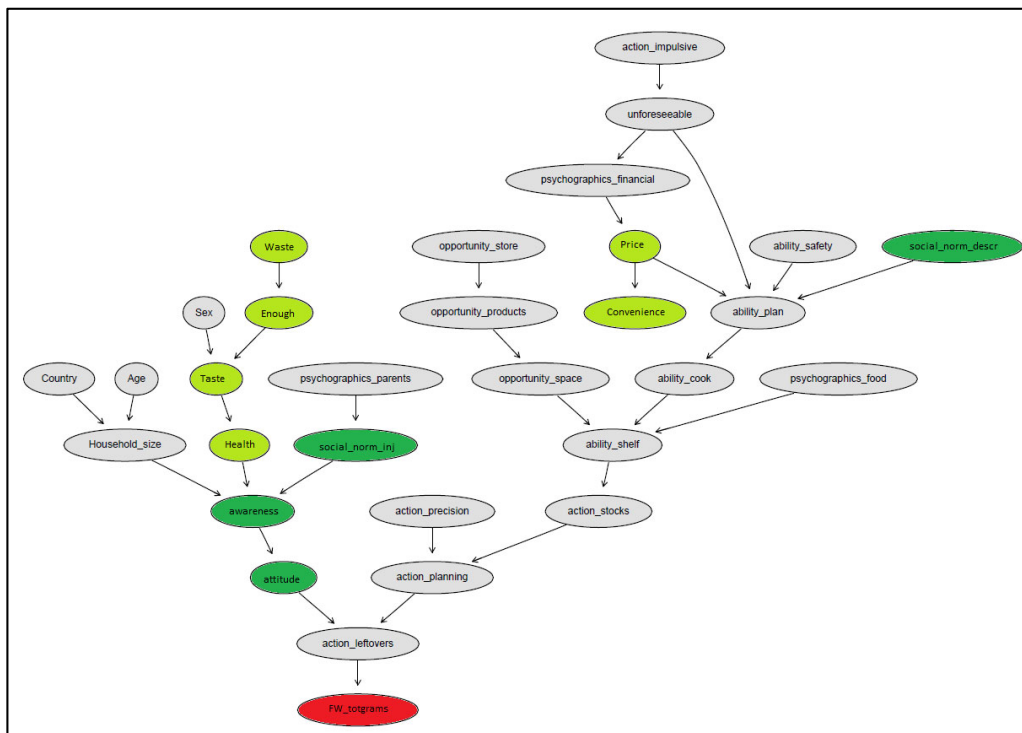 action_impulsive
unforeseeable
psychographics_financial
Waste
opportunity_store
Price
ability_safety
social_norm_descr
Sex
Enough
opportunity_products
Convenience
ability_plan
Country
Age
Taste
psychographics_parents
opportunity_space
ability_cook
psychographics_food
Household_size
Health
social_norm_inj
ability_shelf
awareness
action_precision
action_stocks
attitude
action_planning
action_leftovers
FW_totgrams